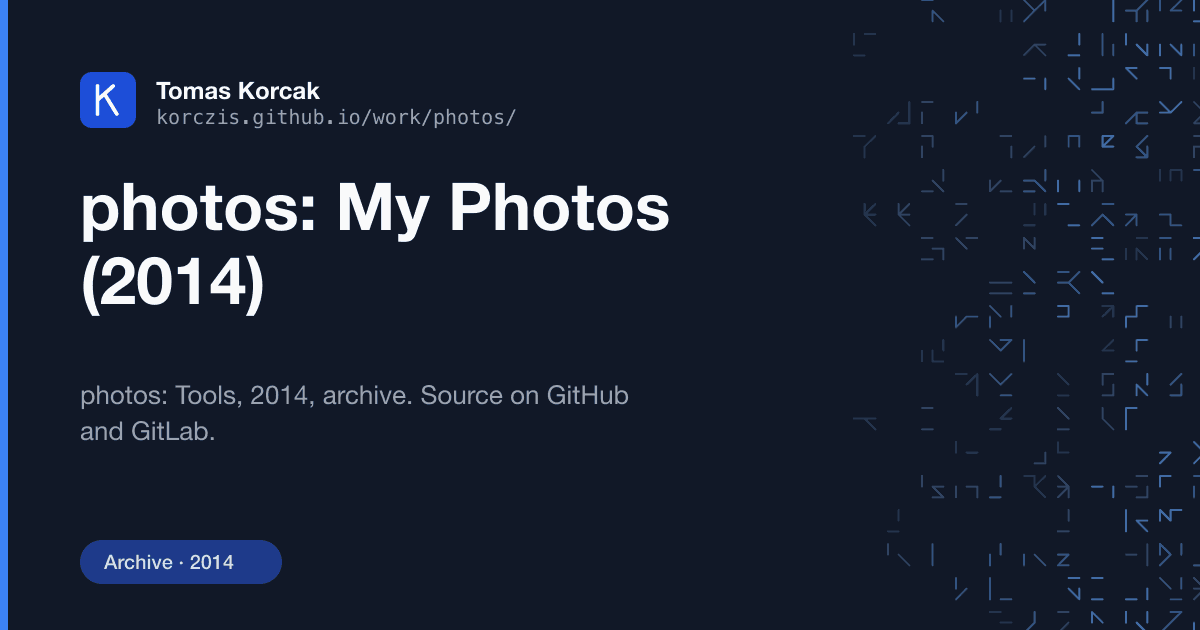 K
Tomas Korcak
korczis.github.io/work/photos/
photos: My Photos
(2014)
photos: Tools, 2014, archive. Source on GitHub
and GitLab.
Archive · 2014